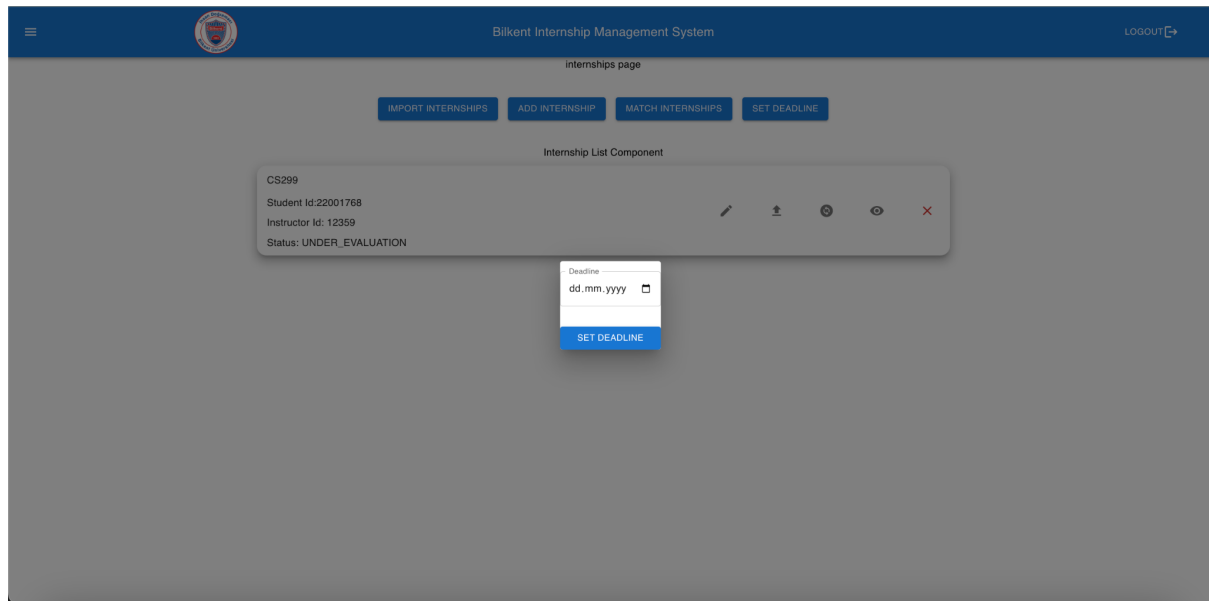 Bilkent Internship Management System
LOGOUT
internships page
IMPORT INTERNSHIPS ADD INTERNSHIP MATCH INTERNSHIPS SET DEADLINE
Internship List Component
CS299
Student Id:22001768
Instructor Id: 12359
Status: UNDER_EVALUATION
Deadline
dd.mm.yyyy
SET DEADLINE